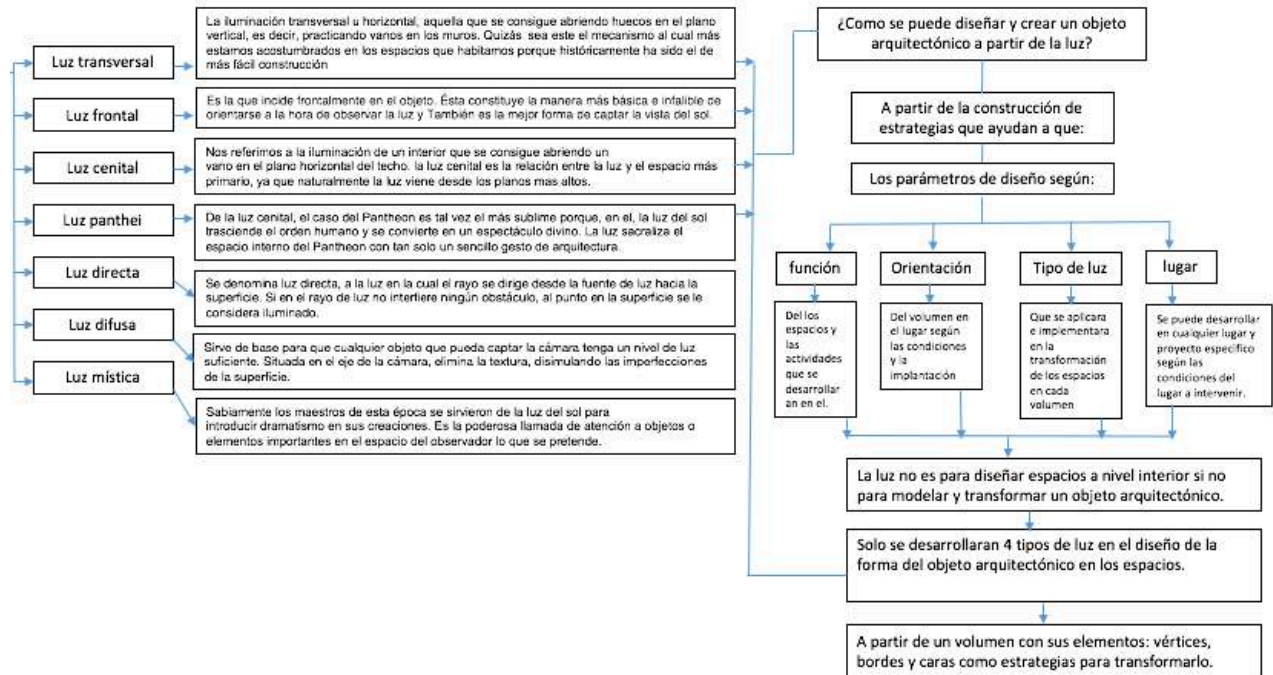 Luz transversal
La iluminación transversal u horizontal, aquella que se consigue abriendo huecos en el plano
vertical, es decir, practicando vanos en los muros. Quizás sea este el mecanismo al cual más
estamos acostumbrados en los espacios que habitamos porque históricamente ha sido el de
más fácil construcción
Luz frontal
Es la que incide frontalmente en el objeto. Ésta constituye la manera más básica e infalible de
orientarse a la hora de observar la luz y También es la mejor forma de captar la vista del sol.
Luz cenital
Nos referimos a la iluminación de un interior que se consigue abriendo un
vano en el plano horizontal del techo. la luz cenital es la relación entre la luz y el espacio más
primario, ya que naturalmente la luz viene desde los planos mas altos.
Luz panthei
De la luz cenital, el caso del Pantheon es tal vez el más sublime porque, en el, la luz del sol
trasciende el orden humano y se convierte en un espectáculo divino. La luz sacraliza el
espacio interno del Pantheon con tan solo un sencillo gesto de arquitectura.
Luz directa
Se denomina luz directa, a la luz en la cual el rayo se dirige desde la fuente de luz hacia la
superficie. Si en el rayo de luz no interfiere ningún obstáculo, al punto en la superficie se le
considera iluminado.
Luz difusa
Sirve de base para que cualquier objeto que pueda captar la cámara tenga un nivel de luz
suficiente. Situada en el eje de la cámara, elimina la textura, disimulando las imperfecciones
de la superficie.
Luz mística
Sabiamente los maestros de esta época se sirvieron de la luz del sol para
introducir dramatismo en sus creaciones. Es la poderosa llamada de atención a objetos o
elementos importantes en el espacio del observador lo que se pretende.
¿Como se puede diseñar y crear un objeto
arquitectónico a partir de la luz?
A partir de la construcción de
estrategias que ayudan a que:
Los parámetros de diseño según:
función
Del los
espacios y
las
actividades
que se
desarrollar
an en el.
Orientación
Del volumen en
el lugar según
las condiciones
y la
implantación
Tipo de luz
Que se aplicara
e implementara
en la
transformación
de los espacios
en cada
volumen
lugar
Se puede desarrollar
en cualquier lugar y
proyecto específico
según las
condiciones del
lugar a intervenir.
La luz no es para diseñar espacios a nivel interior si no
para modelar y transformar un objeto arquitectónico.
Solo se desarrollaran 4 tipos de luz en el diseño de la
forma del objeto arquitectónico en los espacios.
A partir de un volumen con sus elementos: vértices,
bordes y caras como estrategias para transformarlo.